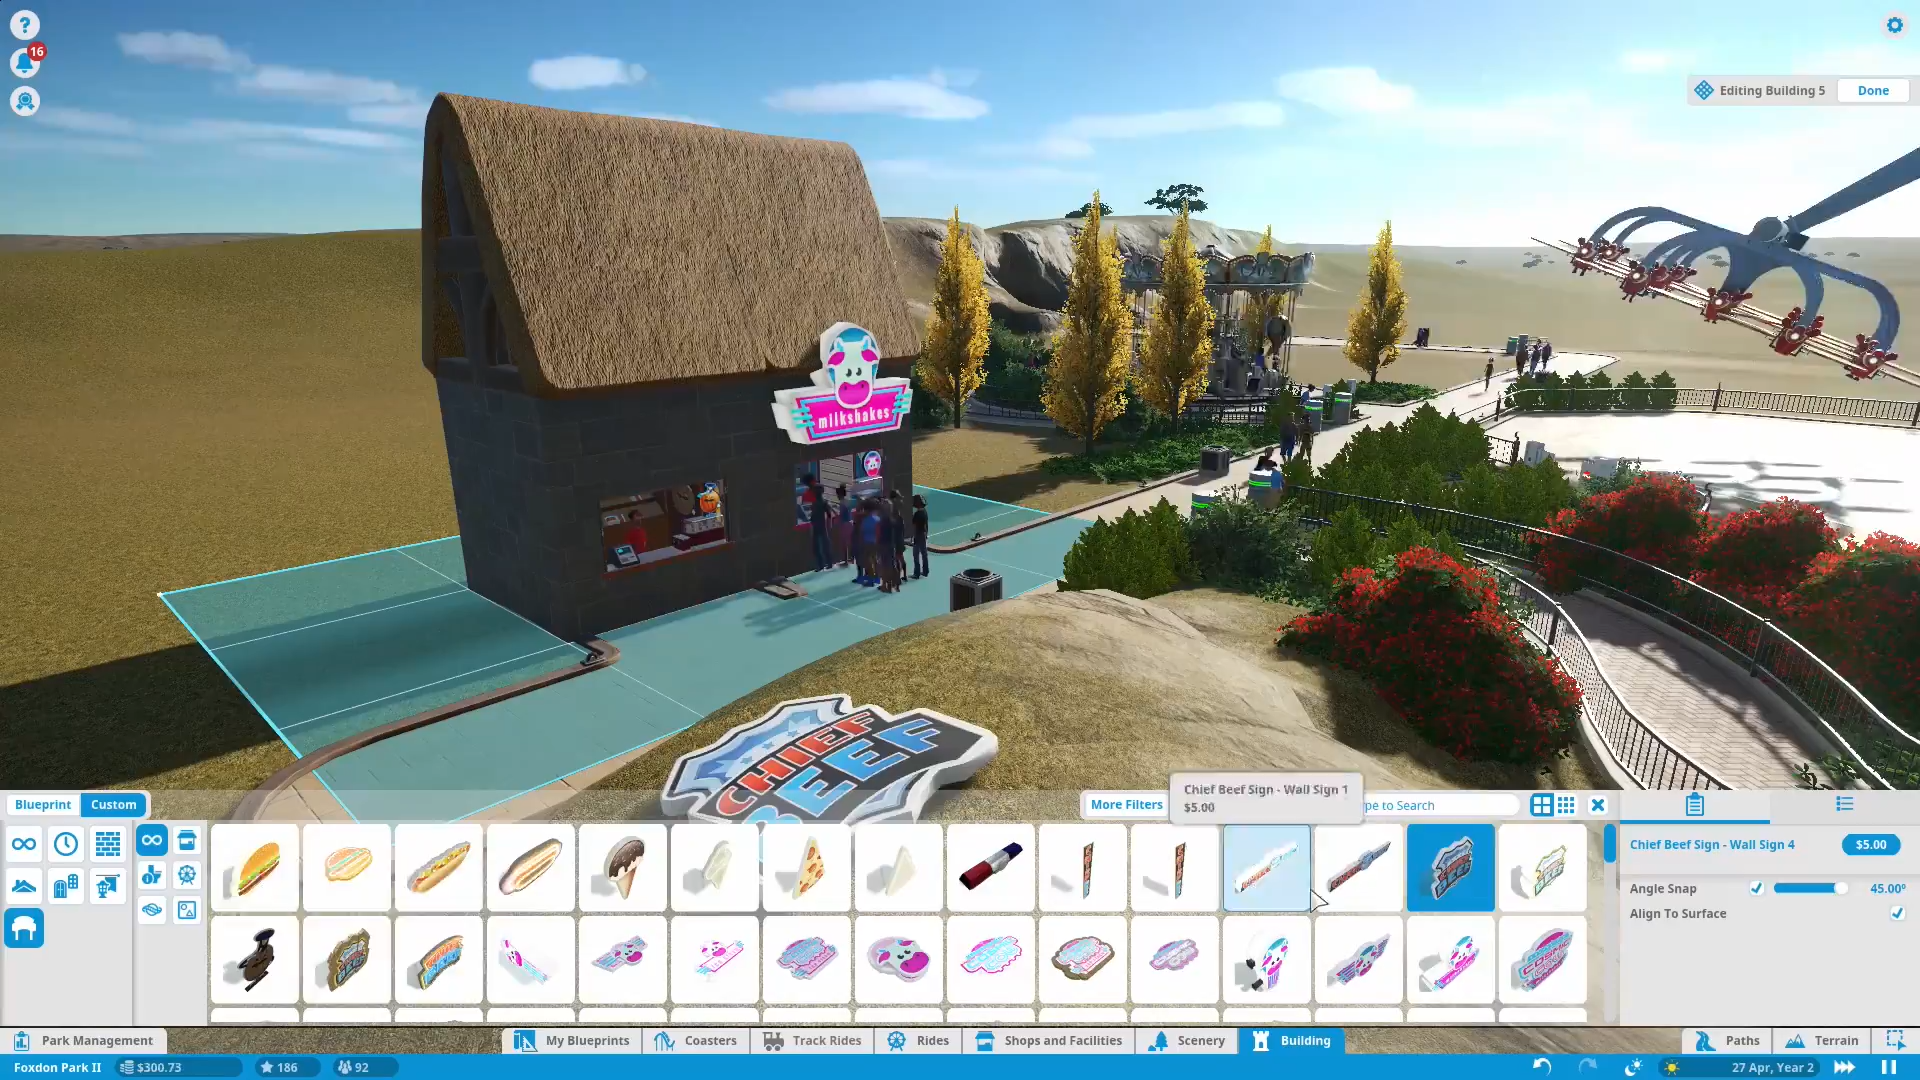 ?
16
Editing Building 5
Done
milkshakes
CHIEF
BEEF
Blueprint
Custom
More Filters
pe to Search
Chief Beef Sign - Wall Sign 1
$5.00
Chief Beef Sign - Wall Sign 4
$5.00
Angle Snap
45.00º
Align To Surface
Park Management
My Blueprints
Coasters
Track Rides
Rides
Shops and Facilities
Scenery
Building
Paths
Terrain
Foxdon Park II
$300.73
186
92
27 Apr, Year 2